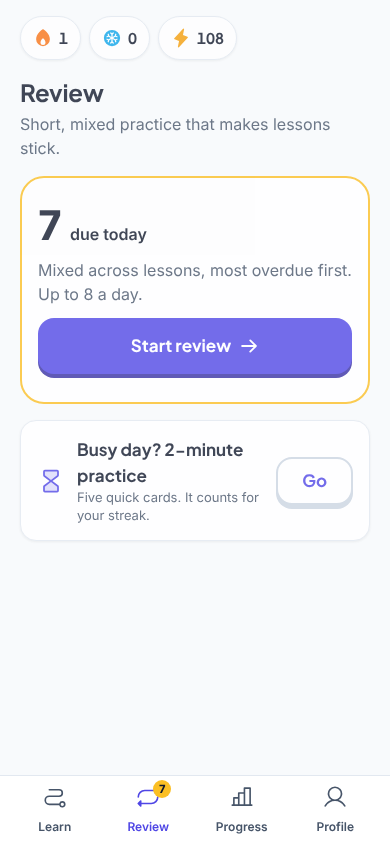 1
0
108
Review
Short, mixed practice that makes lessons
stick.
7 due today
Mixed across lessons, most overdue first.
Up to 8 a day.
Start review →
Busy day? 2-minute
practice
Five quick cards. It counts for
your streak.
Go
7
Learn
Review
Progress
Profile